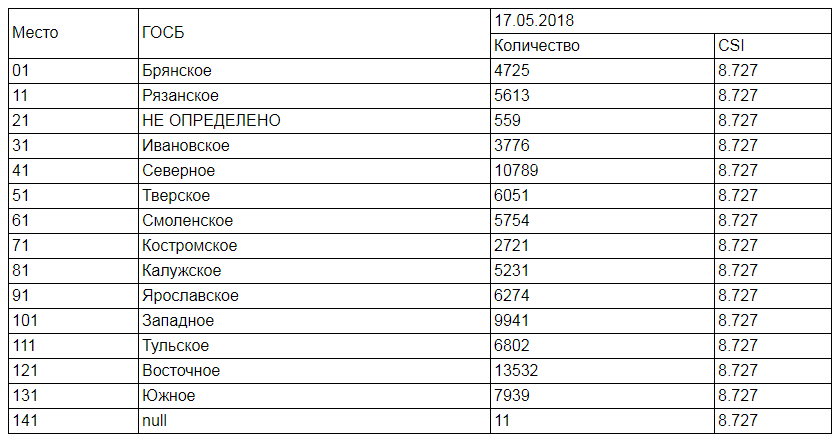 Место ГОСБ 17.05.2018
Количество CSI
01 Брянское 4725 8.727
11 Рязанское 5613 8.727
21 НЕ ОПРЕДЕЛЕНО 559 8.727
31 Ивановское 3776 8.727
41 Северное 10789 8.727
51 Тверское 6051 8.727
61 Смоленское 5754 8.727
71 Костромское 2721 8.727
81 Калужское 5231 8.727
91 Ярославское 6274 8.727
101 Западное 9941 8.727
111 Тульское 6802 8.727
121 Восточное 13532 8.727
131 Южное 7939 8.727
141 null 11 8.727